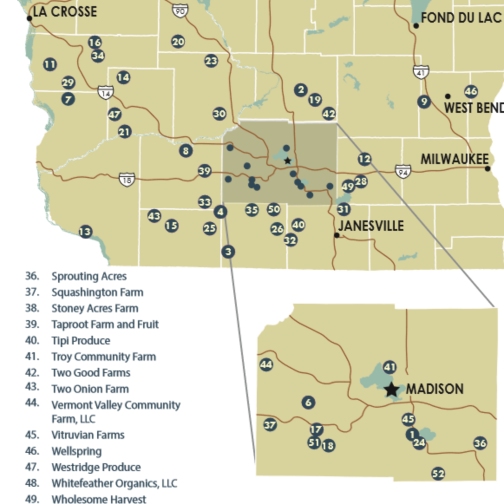 LA CROSSE
90
FOND DU LAC
16
20
34
11
23
41
14
29
2
46
7
14
19
9
WEST BEND
47
30
42
21
8
12
MILWAUKEE
39
94
18
28
49
33
4
35
50
31
43
15
25
26
40
JANESVILLE
13
32
3
36. Sprouting Acres
37. Squashington Farm
38. Stoney Acres Farm
39. Taproot Farm and Fruit
40. Tipi Produce
41. Troy Community Farm
42. Two Good Farms
43. Two Onion Farm
44. Vermont Valley Community
Farm, LLC
45. Vitruvian Farms
46. Wellspring
47. Westridge Produce
48. Whitefeather Organics, LLC
49. Wholesome Harvest
44
41
MADISON
6
45
37
17
1
51
18
24
36
52